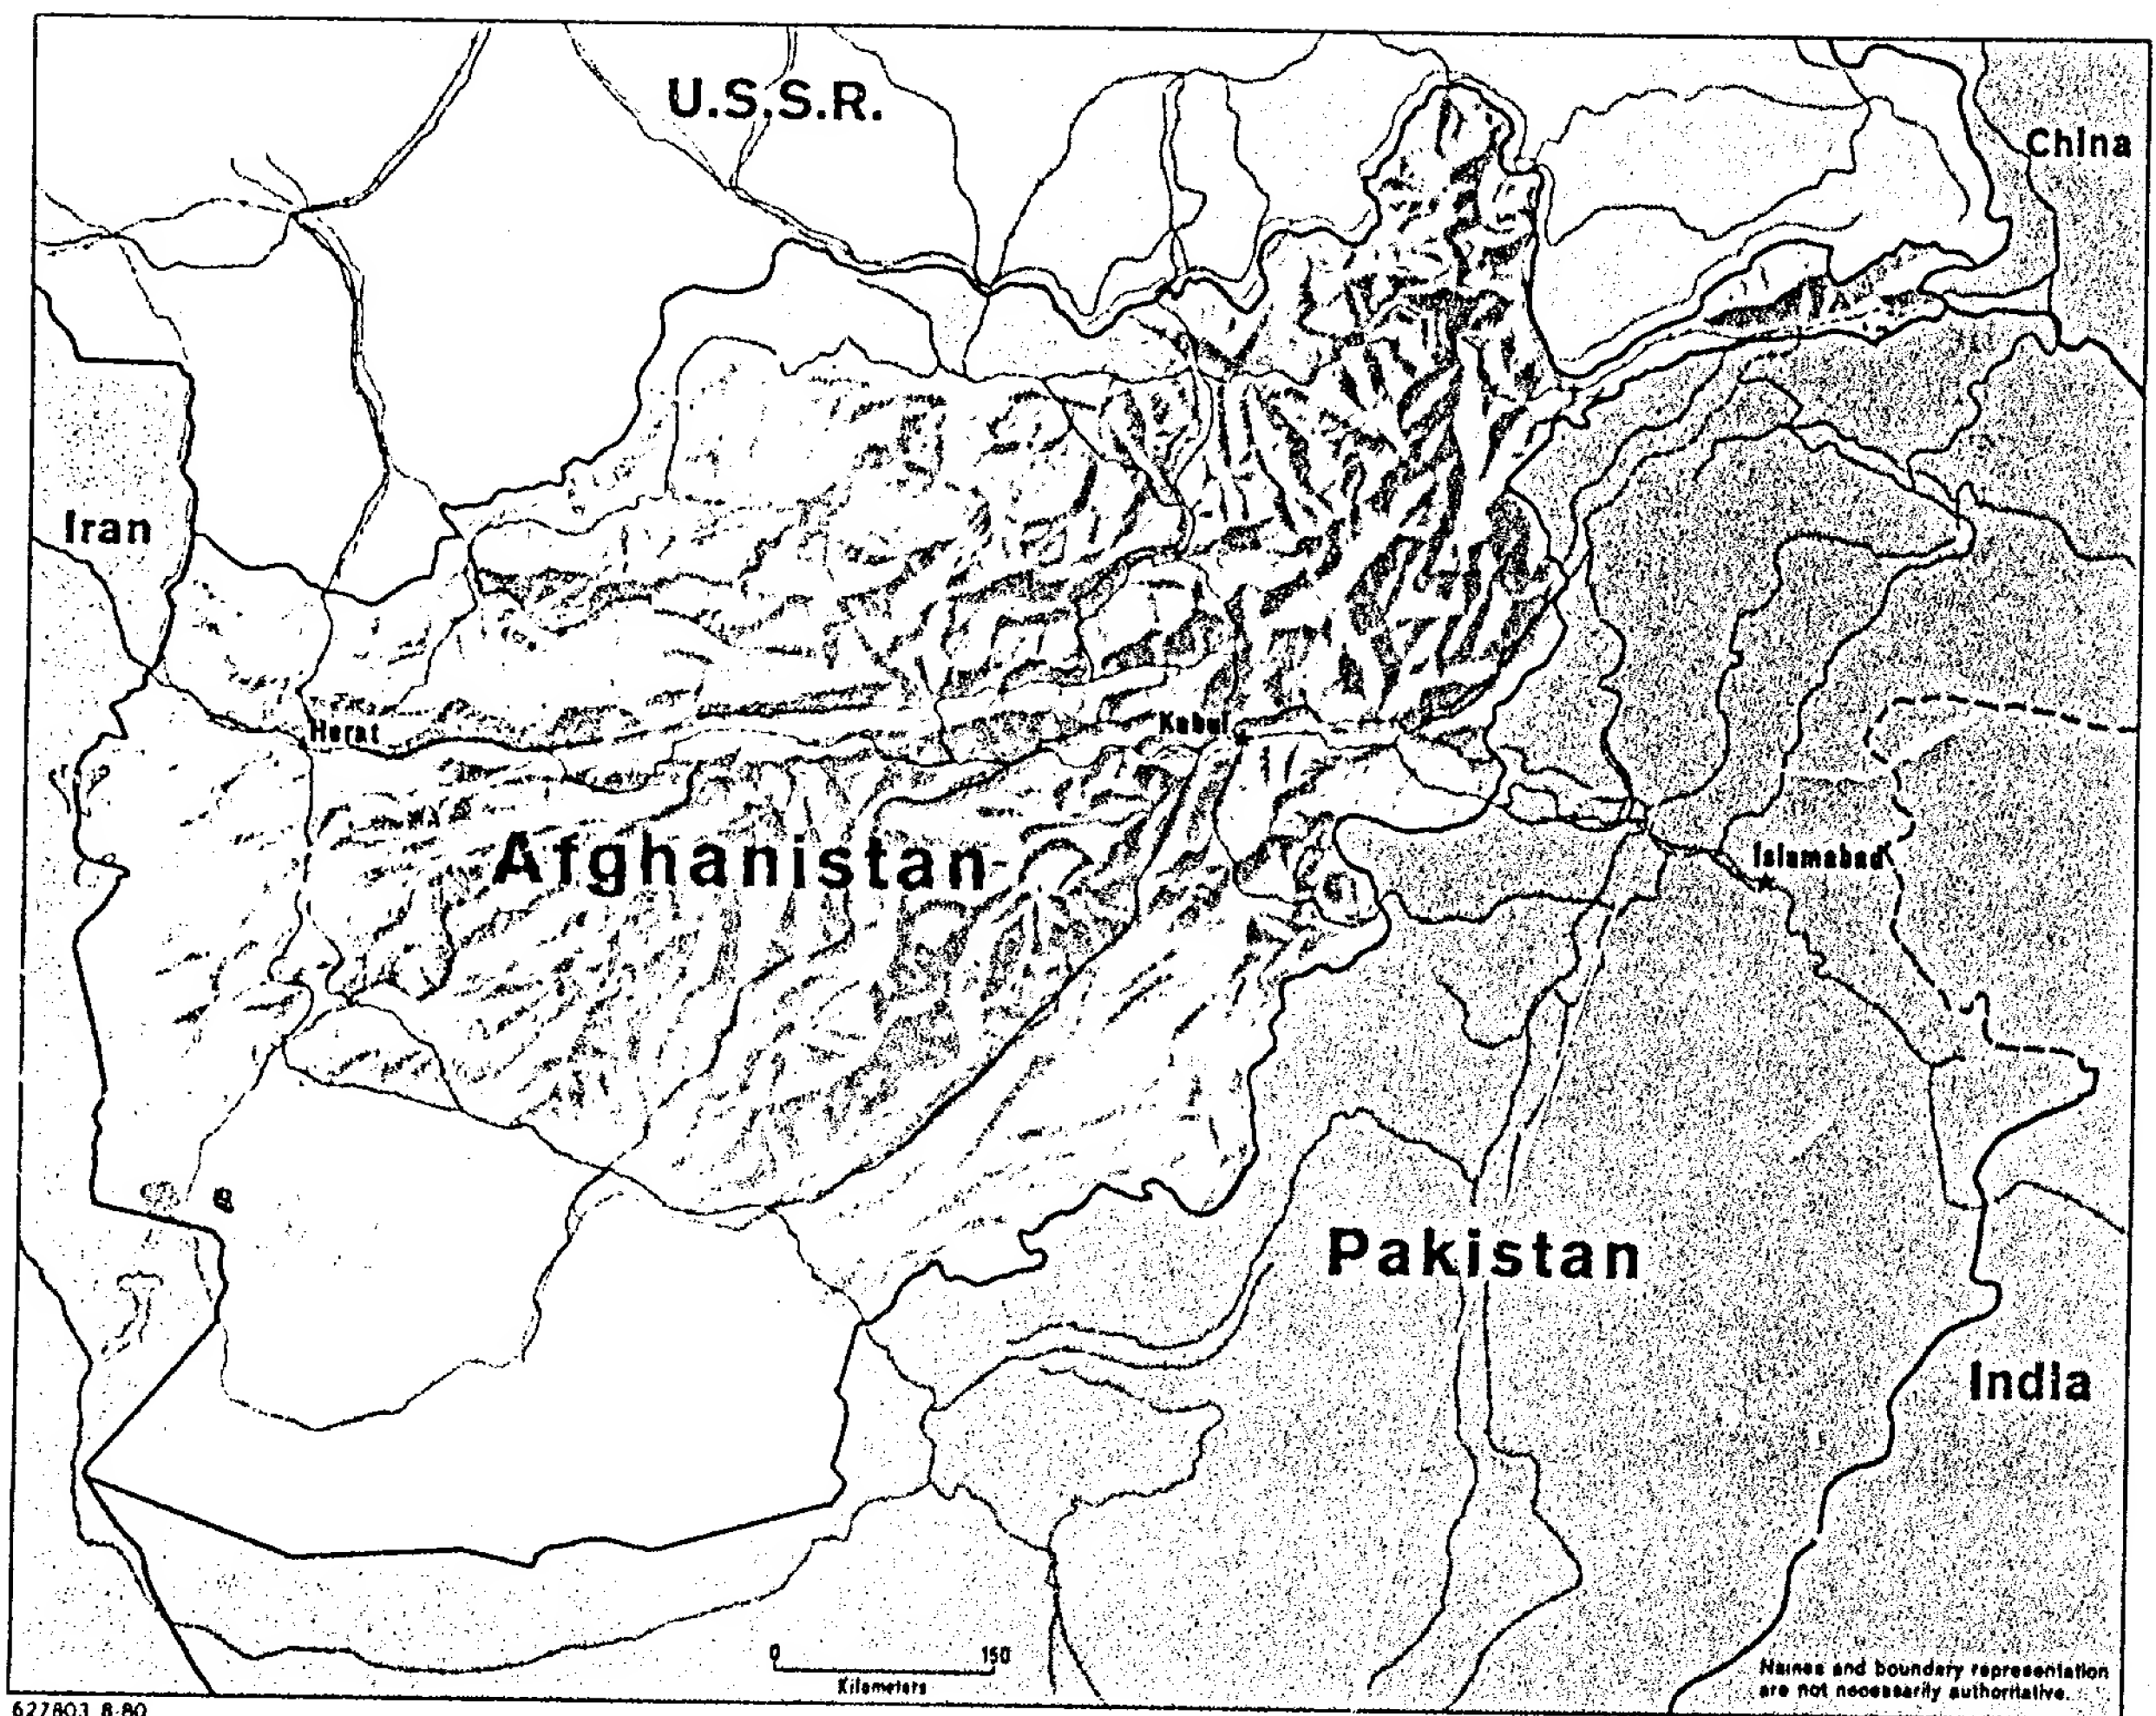 U.S.S.R.
China
Iran
Herat
Kabul
Afghanistan
Islamabad
Pakistan
India
0 150
Kilometers
Names and boundary representation
are not necessarily authoritative.
627803 8-80